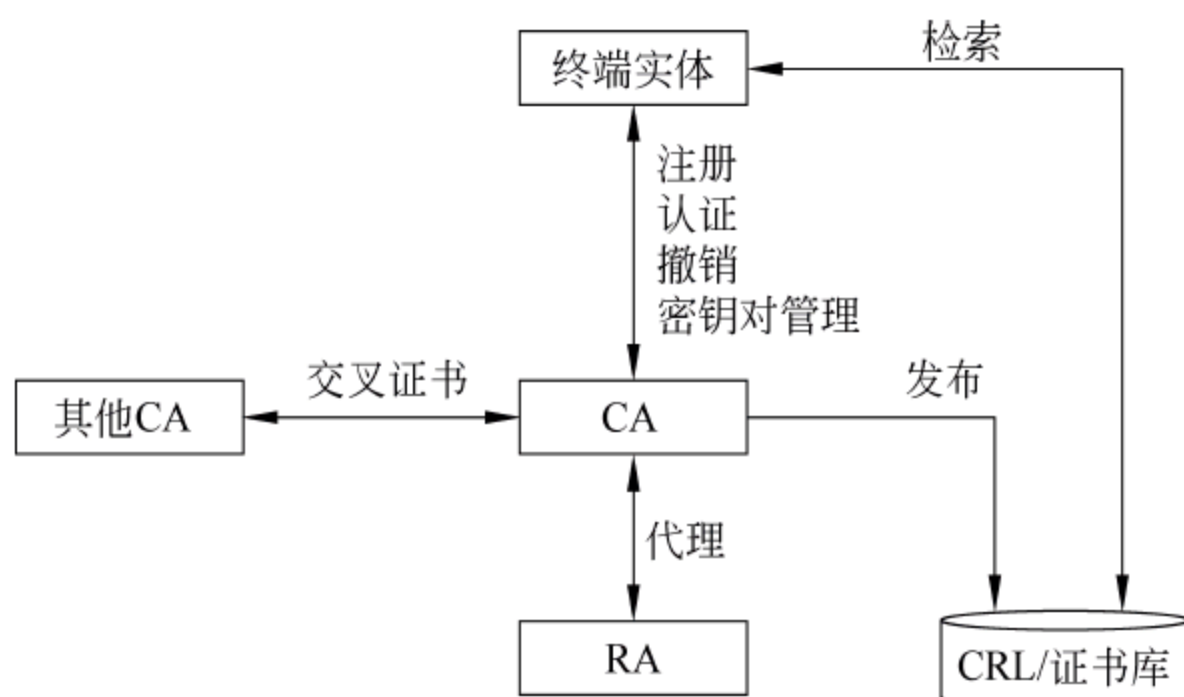 终端实体
检索
注册
认证
撤销
密钥对管理
其他CA
交叉证书
CA
发布
代理
RA
CRL/证书库